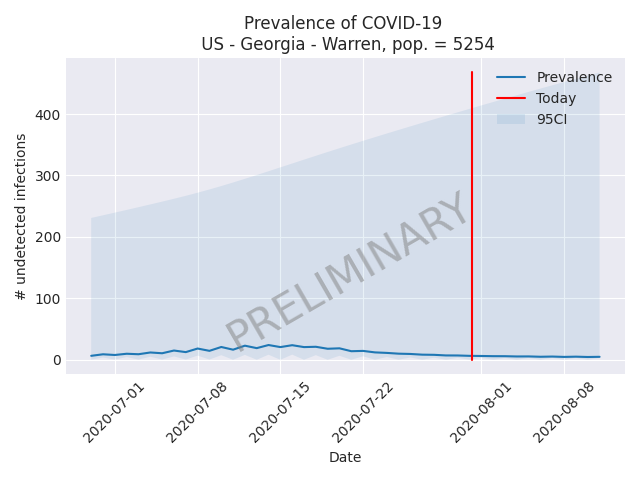 Prevalence of COVID-19
US - Georgia - Warren, pop. = 5254
Prevalence
Today
95CI
PRELIMINARY
# undetected infections
400
300
200
100
0
2020-07-01
2020-07-08
2020-07-15
2020-07-22
2020-08-01
2020-08-08
Date